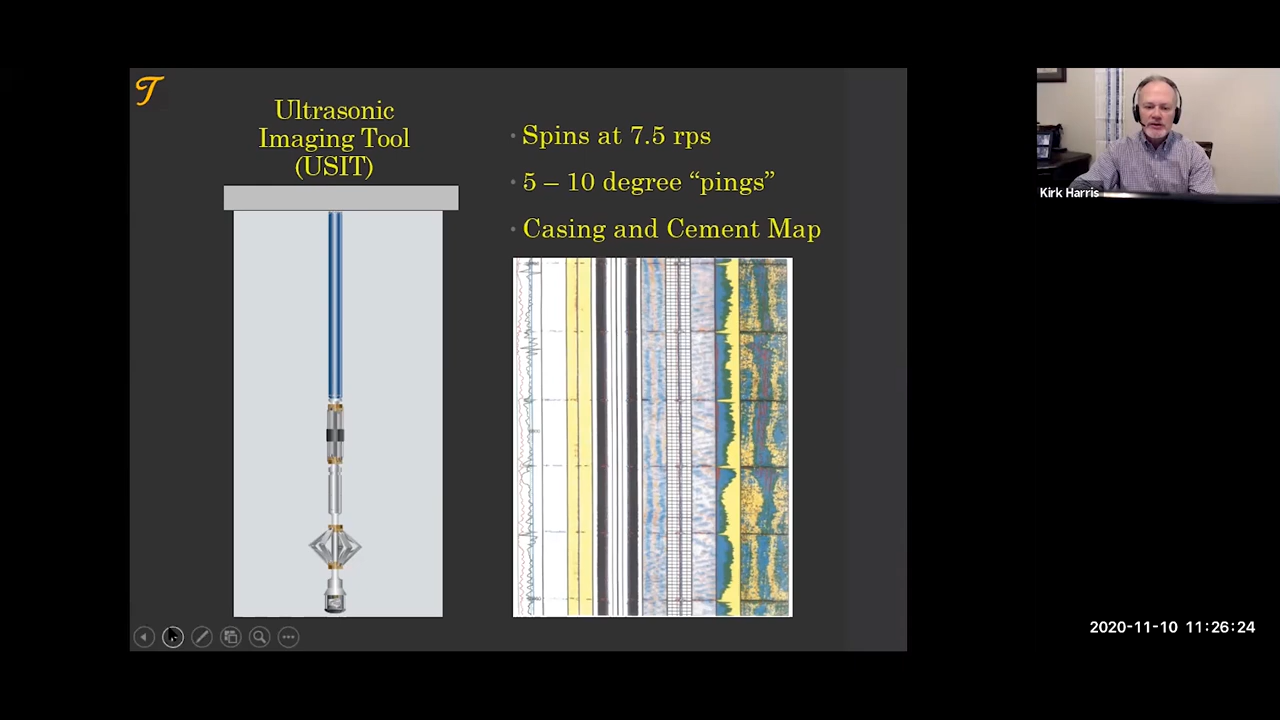 T
Ultrasonic
Imaging Tool
(USIT)
• Spins at 7.5 rps
• 5 – 10 degree “pings”
• Casing and Cement Map
Kirk Harris
2020-11-10 11:26:24